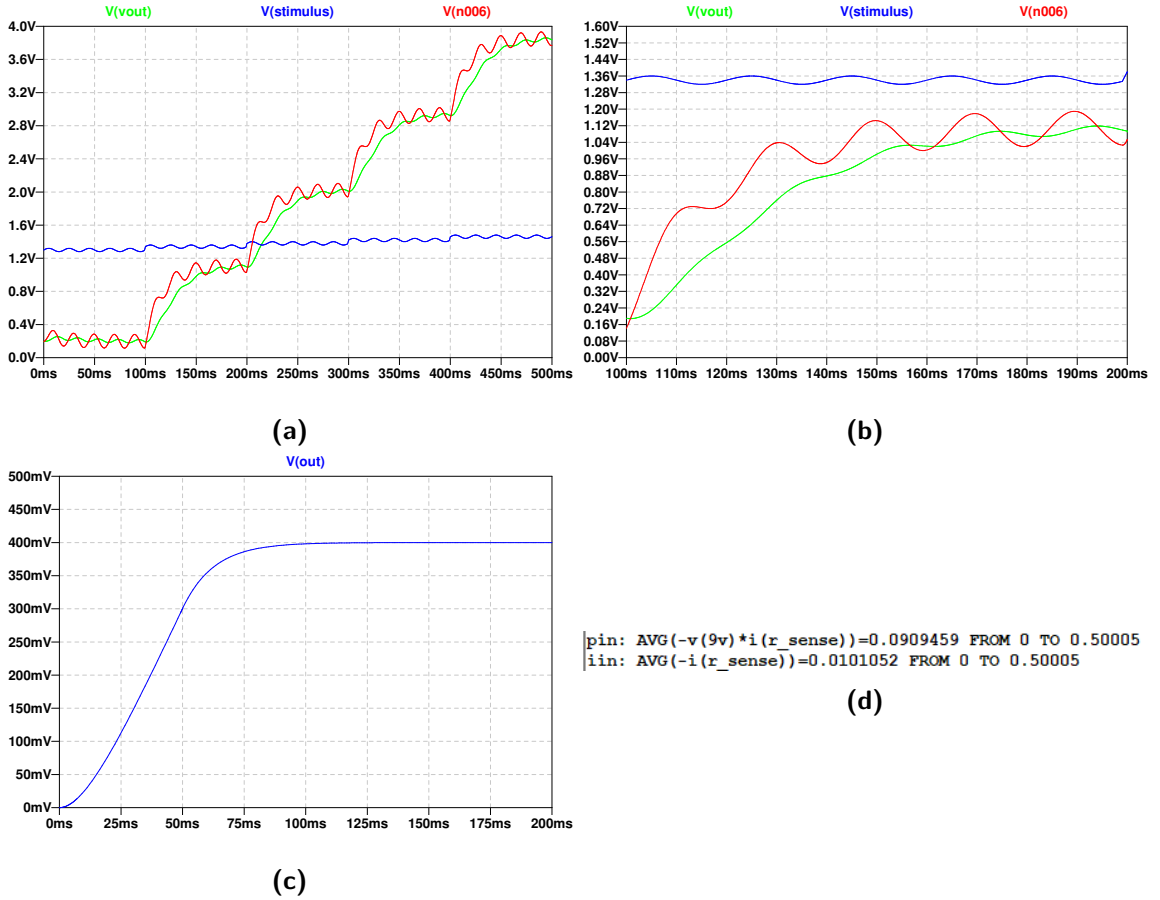 V(vout) V(stimulus) V(n006)
4.0V
3.6V
3.2V
2.8V
2.4V
2.0V
1.6V
1.2V
0.8V
0.4V
0.0V
0ms 50ms 100ms 150ms 200ms 250ms 300ms 350ms 400ms 450ms 500ms
(a)
V(vout) V(stimulus) V(n006)
1.60V
1.52V
1.44V
1.36V
1.28V
1.20V
1.12V
1.04V
0.96V
0.88V
0.80V
0.72V
0.64V
0.56V
0.48V
0.40V
0.32V
0.24V
0.16V
0.08V
0.00V
100ms 110ms 120ms 130ms 140ms 150ms 160ms 170ms 180ms 190ms 200ms
(b)
V(out)
500mV
450mV
400mV
350mV
300mV
250mV
200mV
150mV
100mV
50mV
0mV
0ms 25ms 50ms 75ms 100ms 125ms 150ms 175ms 200ms
(c)
pin: AVG(-v(9v)*i(r_sense))=0.0909459 FROM 0 TO 0.50005
iin: AVG(-i(r_sense))=0.0101052 FROM 0 TO 0.50005
(d)